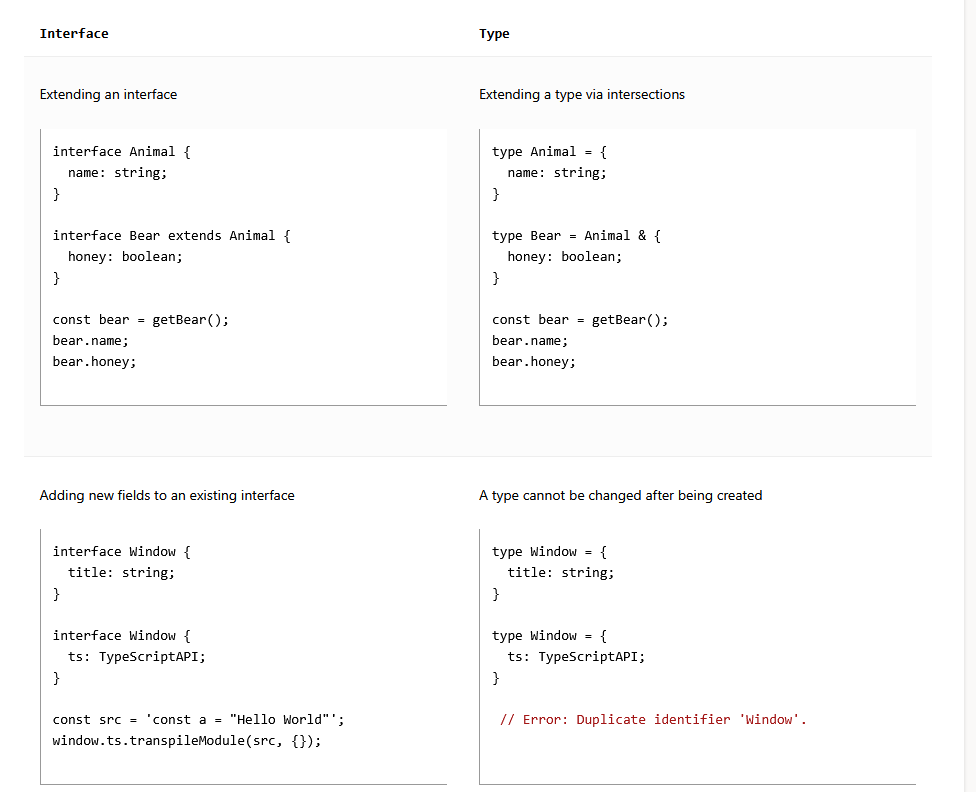 Interface
Type
Extending an interface
interface Animal {
  name: string;
}
interface Bear extends Animal {
  honey: boolean;
}
const bear = getBear();
bear.name;
bear.honey;
Extending a type via intersections
type Animal = {
  name: string;
}
type Bear = Animal & {
  honey: boolean;
}
const bear = getBear();
bear.name;
bear.honey;
Adding new fields to an existing interface
interface Window {
  title: string;
}
interface Window {
  ts: TypeScriptAPI;
}
const src = 'const a = "Hello World"';
window.ts.transpileModule(src, {});
A type cannot be changed after being created
type Window = {
  title: string;
}
type Window = {
  ts: TypeScriptAPI;
}
// Error: Duplicate identifier 'Window'.